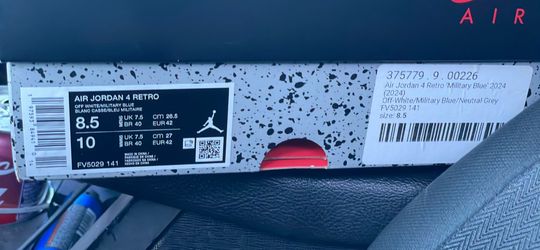 AIR
AIR JORDAN 4 RETRO
OFF WHITE/MILITARY BLUE
BLANC CASSE/BLEU MILITAIRE
8.5 UK 7.5 CM 26.5
BR 40 EUR 42
10 UK 7.5 CM 27
BR 40 EUR 42
FV5029 141
375779 . 9 . 00226
Air Jordan 4 Retro 'Military Blue' 2024
(2024)
Off-White/Military Blue/Neutral Grey
FV5029 141
size: 8.5